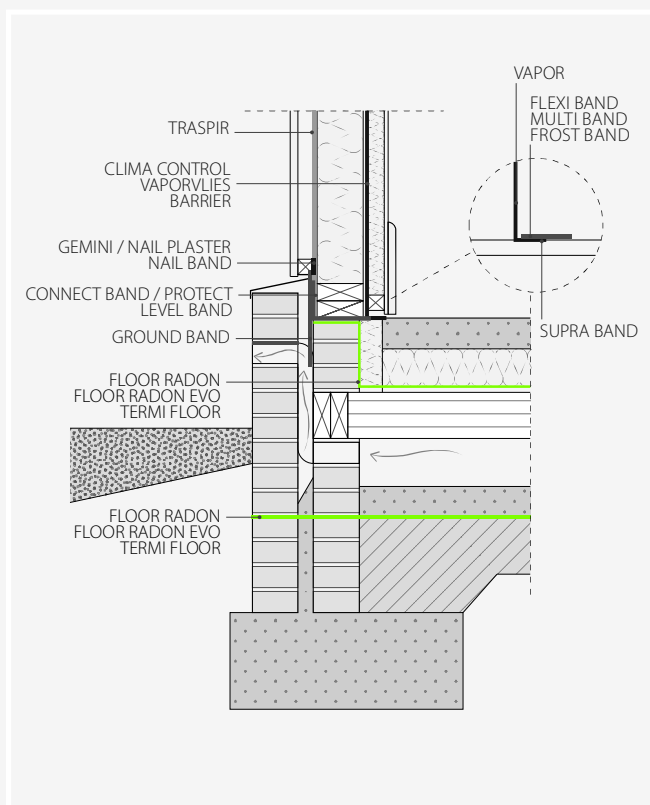 VAPOR
FLEXI BAND
MULTI BAND
FROST BAND
TRASPIR
CLIMA CONTROL
VAPORVLIES
BARRIER
GEMINI / NAIL PLASTER
NAIL BAND
CONNECT BAND / PROTECT
LEVEL BAND
SUPRA BAND
GROUND BAND
FLOOR RADON
FLOOR RADON EVO
TERMI FLOOR
FLOOR RADON
FLOOR RADON EVO
TERMI FLOOR